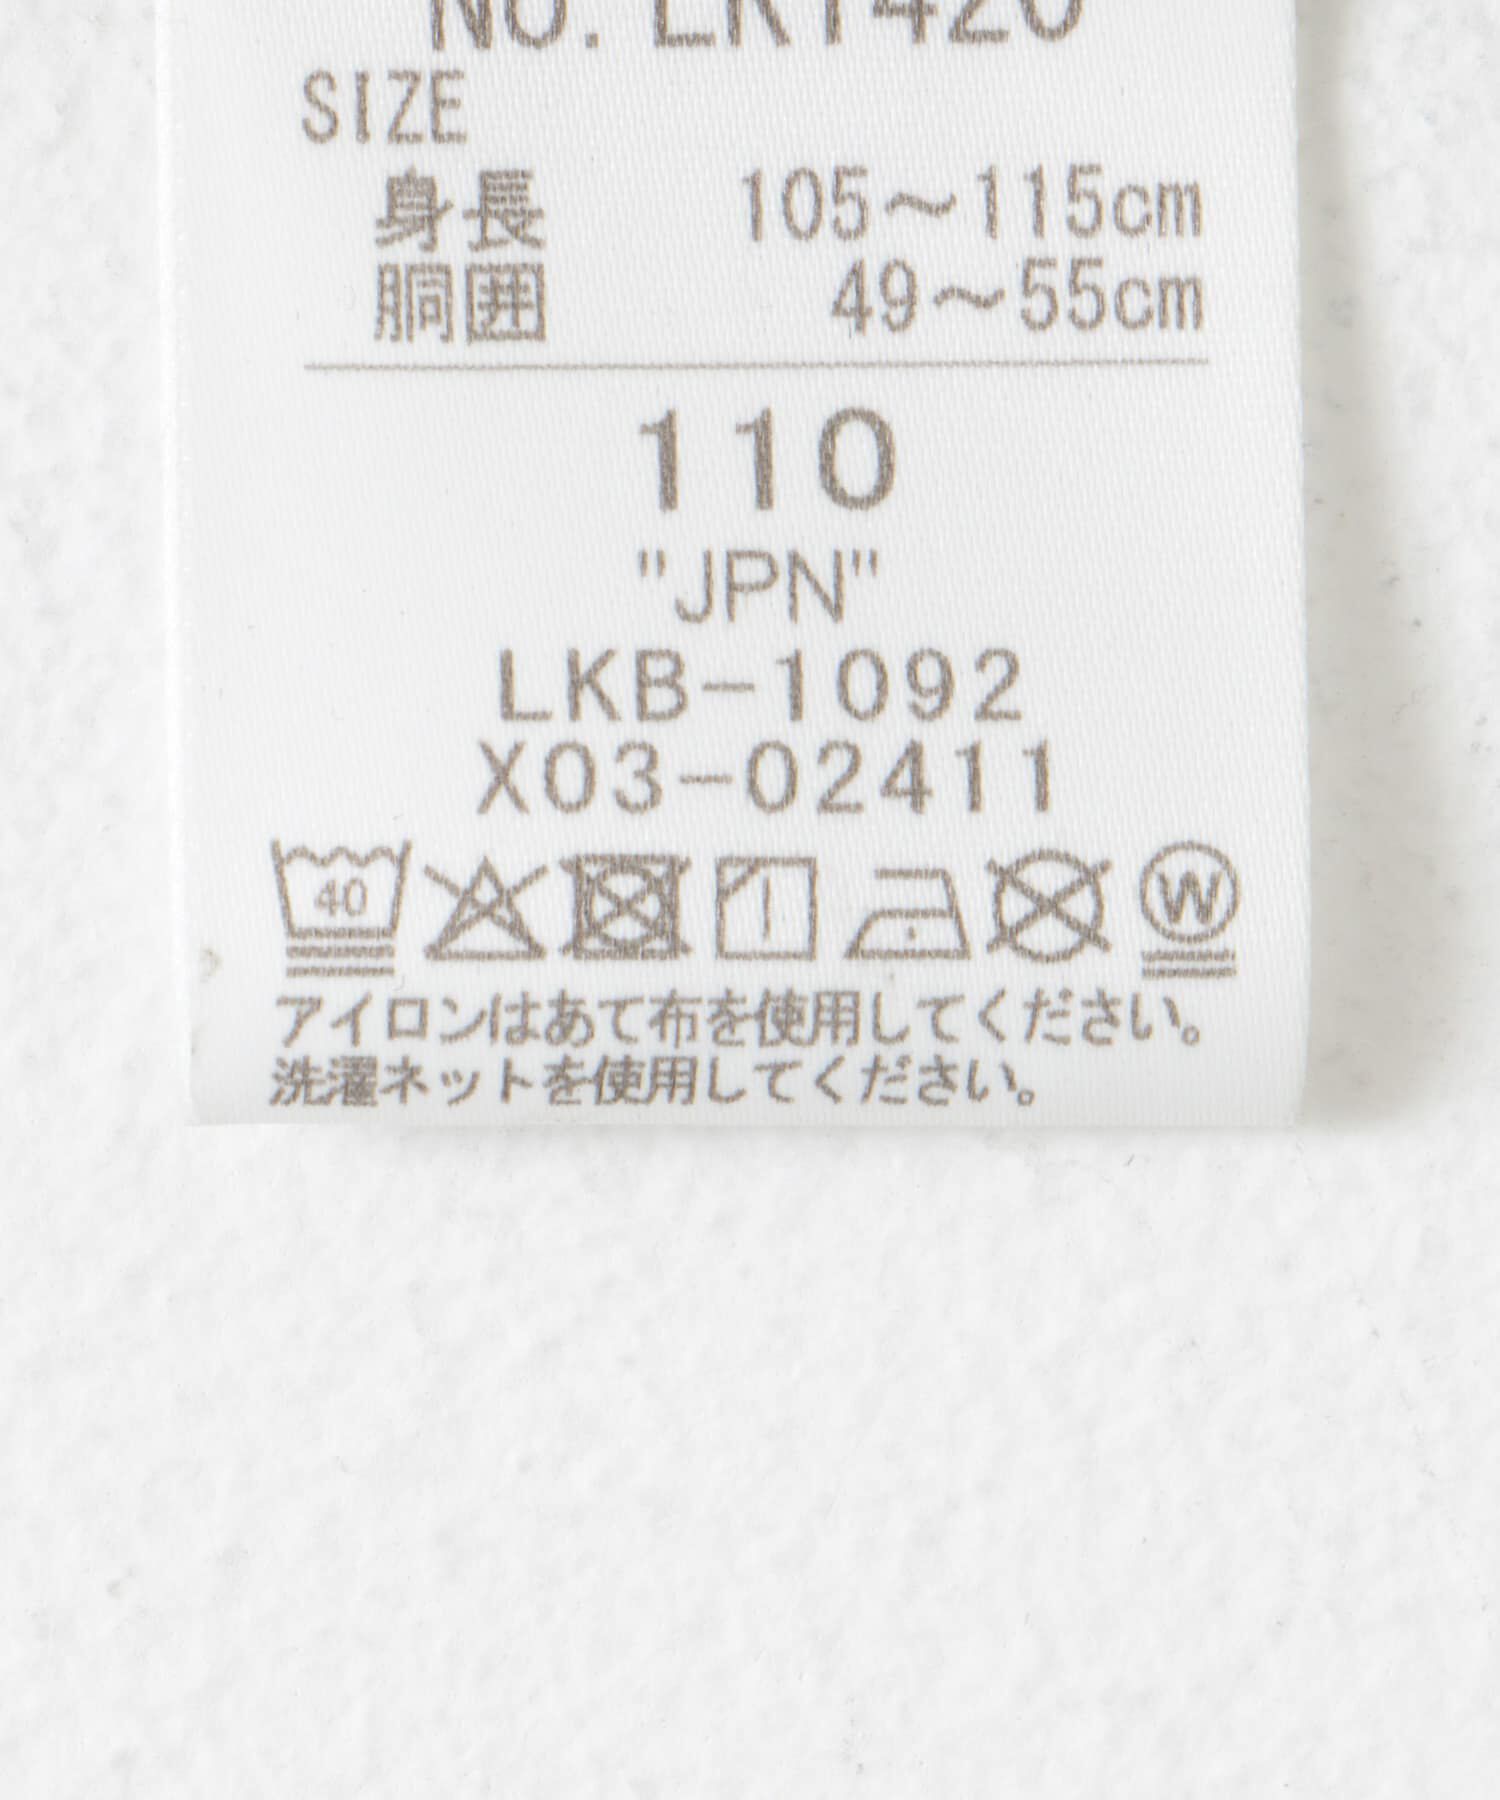 NO. LK1420
SIZE
身長 105～115cm
胴囲 49～55cm
110
"JPN"
LKB-1092
X03-02411
40 W
アイロンはあて布を使用してください。
洗濯ネットを使用してください。